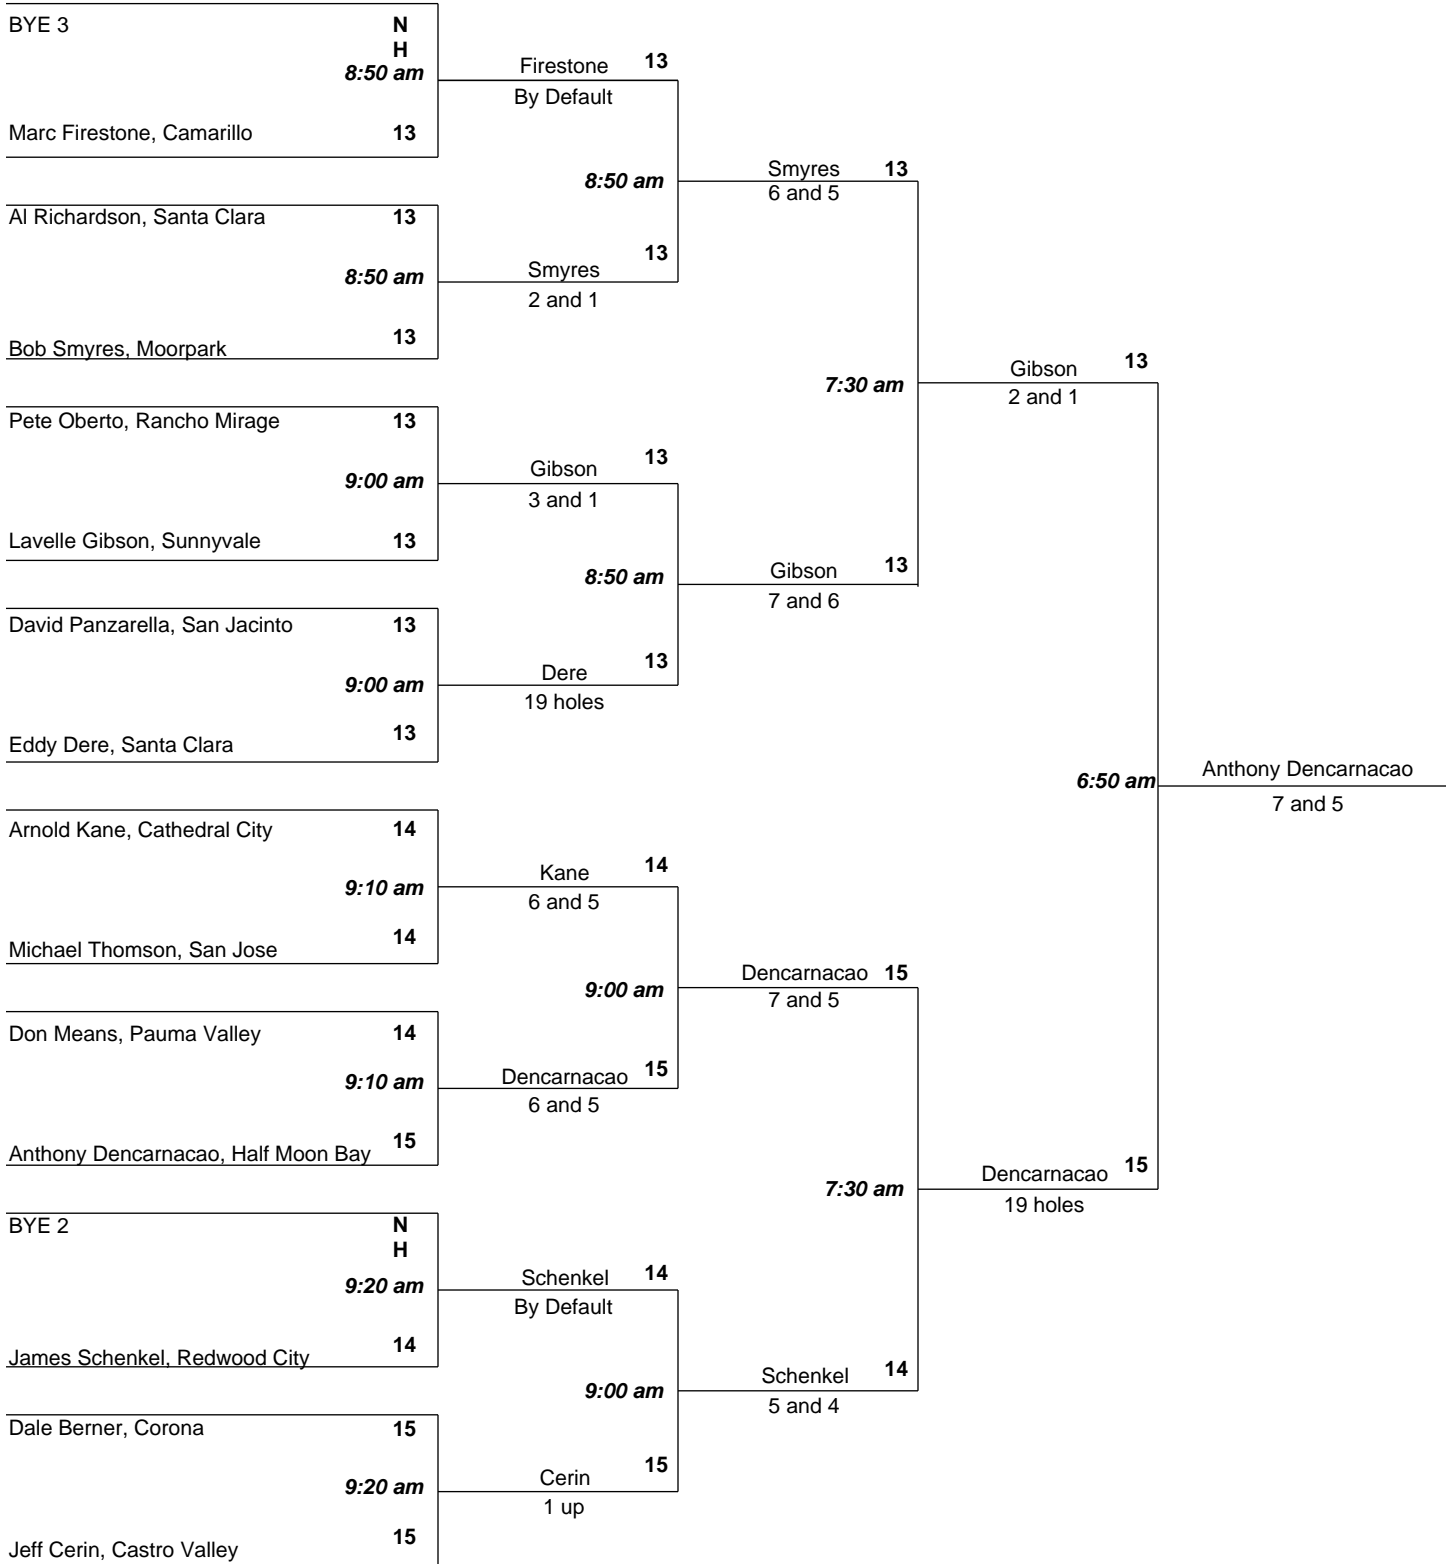 BYE 3 N
H
8:50 am
Marc Firestone, Camarillo 13
Al Richardson, Santa Clara 13
8:50 am
Bob Smyres, Moorpark 13
Pete Oberto, Rancho Mirage 13
9:00 am
Lavelle Gibson, Sunnyvale 13
David Panzarella, San Jacinto 13
9:00 am
Eddy Dere, Santa Clara 13
Arnold Kane, Cathedral City 14
9:10 am
Michael Thomson, San Jose 14
Don Means, Pauma Valley 14
9:10 am
Anthony Dencarnacao, Half Moon Bay 15
BYE 2 N
H
9:20 am
James Schenkel, Redwood City 14
Dale Berner, Corona 15
9:20 am
Jeff Cerin, Castro Valley 15
Firestone 13
By Default
8:50 am
Smyres 13
2 and 1
Gibson 13
3 and 1
8:50 am
Dere 13
19 holes
Kane 14
6 and 5
9:00 am
Dencarnacao 15
6 and 5
Schenkel 14
By Default
9:00 am
Cerin 15
1 up
Smyres 13
6 and 5
7:30 am
Gibson 13
7 and 6
Dencarnacao 15
7 and 5
7:30 am
Schenkel 14
5 and 4
Gibson 13
2 and 1
6:50 am
Dencarnacao 15
19 holes
Anthony Dencarnacao
7 and 5